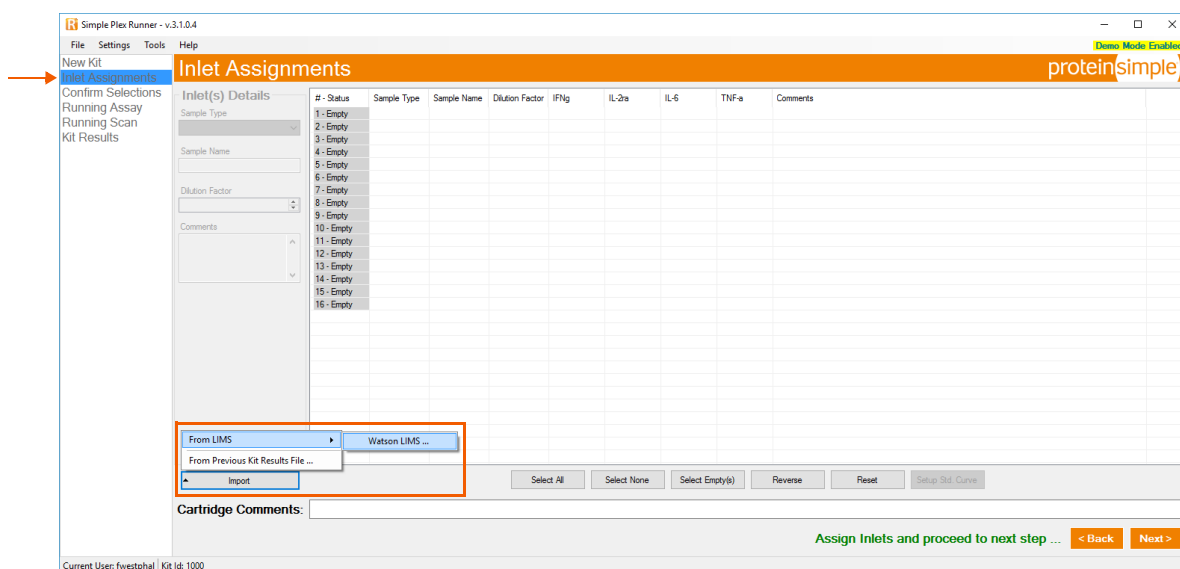 Simple Plex Runner - v.3.1.0.4
File Settings Tools Help
Demo Mode Enabled
New Kit
Inlet Assignments
Confirm Selections
Running Assay
Running Scan
Kit Results
Inlet Assignments
protein simple
Inlet(s) Details
Sample Type
Sample Name
Dilution Factor
Comments
# - Status Sample Type Sample Name Dilution Factor IFNg IL-2ra IL-6 TNF-a Comments
1 - Empty
2 - Empty
3 - Empty
4 - Empty
5 - Empty
6 - Empty
7 - Empty
8 - Empty
9 - Empty
10 - Empty
11 - Empty
12 - Empty
13 - Empty
14 - Empty
15 - Empty
16 - Empty
From LIMS
Watson LIMS ...
From Previous Kit Results File ...
Import
Select All Select None Select Empty(s) Reverse Reset Setup Std. Curve
Cartridge Comments:
Assign Inlets and proceed to next step ...
< Back Next >
Current User: fwestphal Kit Id: 1000